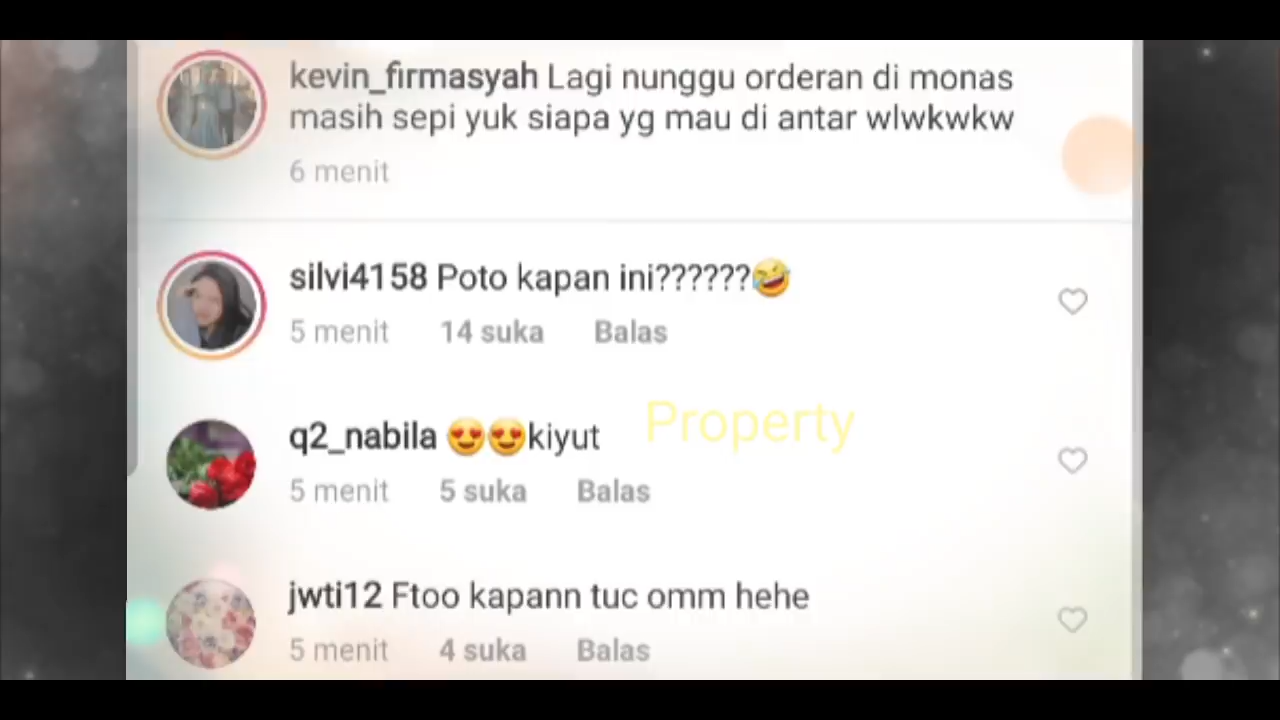 kevin_firmasyah Lagi nunggu orderan di monas
masih sepi yuk siapa yg mau di antar wlwkwkw
6 menit
silvi4158 Poto kapan ini??????🤣
5 menit 14 suka Balas
q2_nabila 😍😍kiyut
Property
5 menit 5 suka Balas
jwti12 Ftoo kapann tuc omm hehe
5 menit 4 suka Balas